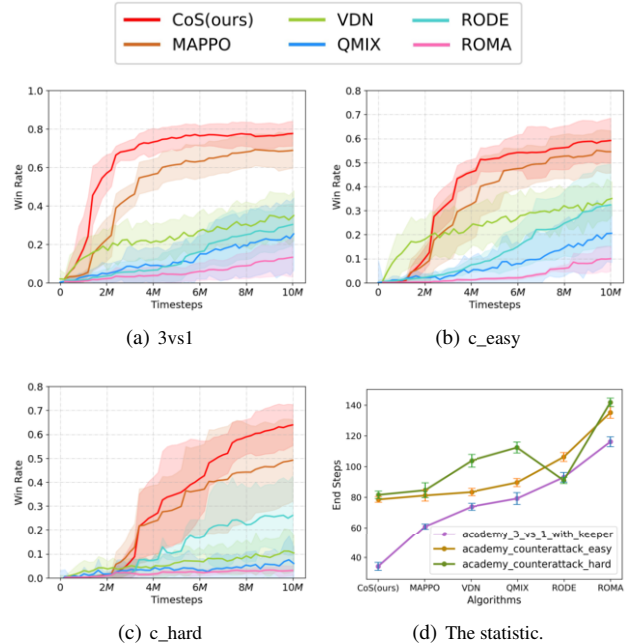 CoS(ours) VDN RODE
MAPPO QMIX ROMA
1.0
0.8
0.6
0.4
0.2
0.0
Win Rate
0 2M 4M 6M 8M 10M
Timesteps
(a) 3vs1
0.8
0.7
0.6
0.5
0.4
0.3
0.2
0.1
0.0
Win Rate
0 2M 4M 6M 8M 10M
Timesteps
(b) c_easy
0.8
0.7
0.6
0.5
0.4
0.3
0.2
0.1
0.0
Win Rate
0 2M 4M 6M 8M 10M
Timesteps
(c) c_hard
140
120
100
80
60
40
End Steps
academy_3_vs_1_with_keeper
academy_counterattack_easy
academy_counterattack_hard
CoS(ours) MAPPO VDN QMIX RODE ROMA
Algorithms
(d) The statistic.